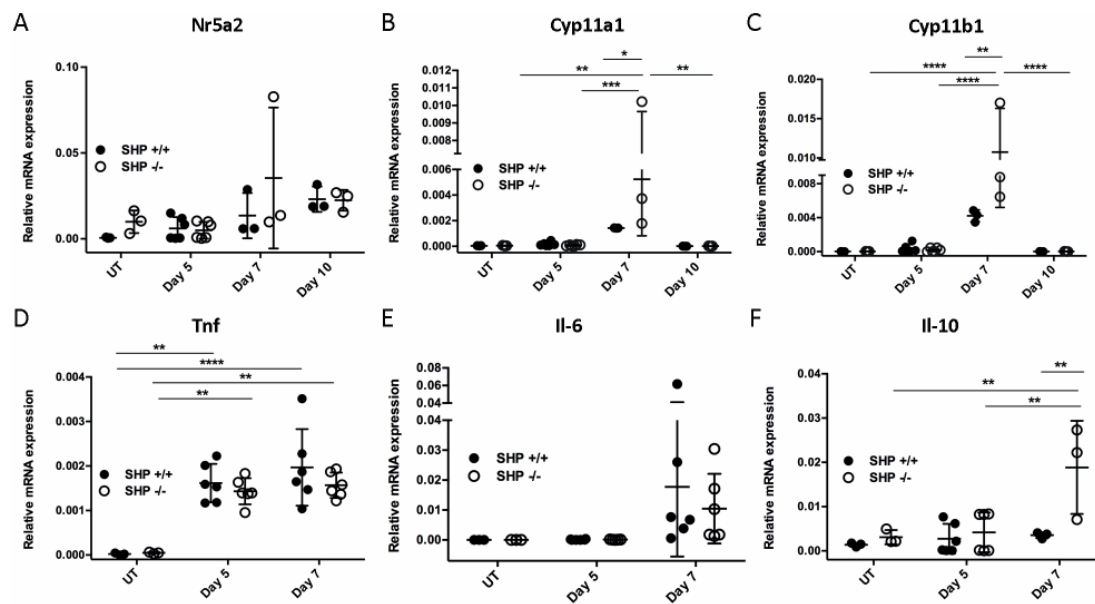 A
Nr5a2
Relative mRNA expression
0.10
0.05
0.00
SHP +/+
SHP -/-
UT
Day 5
Day 7
Day 10
B
Cyp11a1
Relative mRNA expression
0.012
0.0010
0.009
0.008
0.007
0.006
0.006
0.004
0.002
0.000
SHP +/+
SHP -/-
*
**
**
***
UT
Day 5
Day 7
Day 10
C
Cyp11b1
Relative mRNA expression
0.020
0.015
0.010
0.008
0.004
0.000
SHP +/+
SHP -/-
**
****
****
****
UT
Day 5
Day 7
Day 10
D
Tnf
Relative mRNA expression
0.004
0.003
0.002
0.001
0.000
SHP +/+
SHP -/-
**
****
**
**
UT
Day 5
Day 7
E
Il-6
Relative mRNA expression
0.08
0.06
0.04
0.04
0.03
0.02
0.01
0.00
SHP +/+
SHP -/-
UT
Day 5
Day 7
F
Il-10
Relative mRNA expression
0.04
0.03
0.02
0.01
0.00
SHP +/+
SHP -/-
**
**
**
UT
Day 5
Day 7